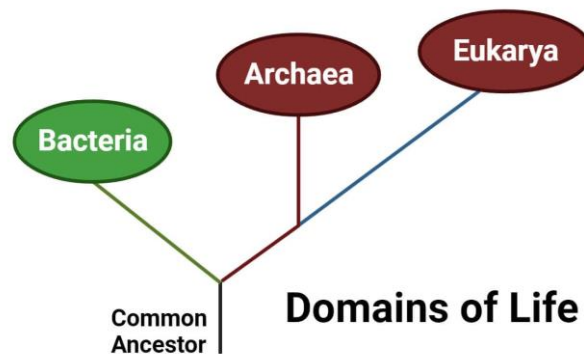 Eukarya
Archaea
Bacteria
Domains of Life
Common
Ancestor